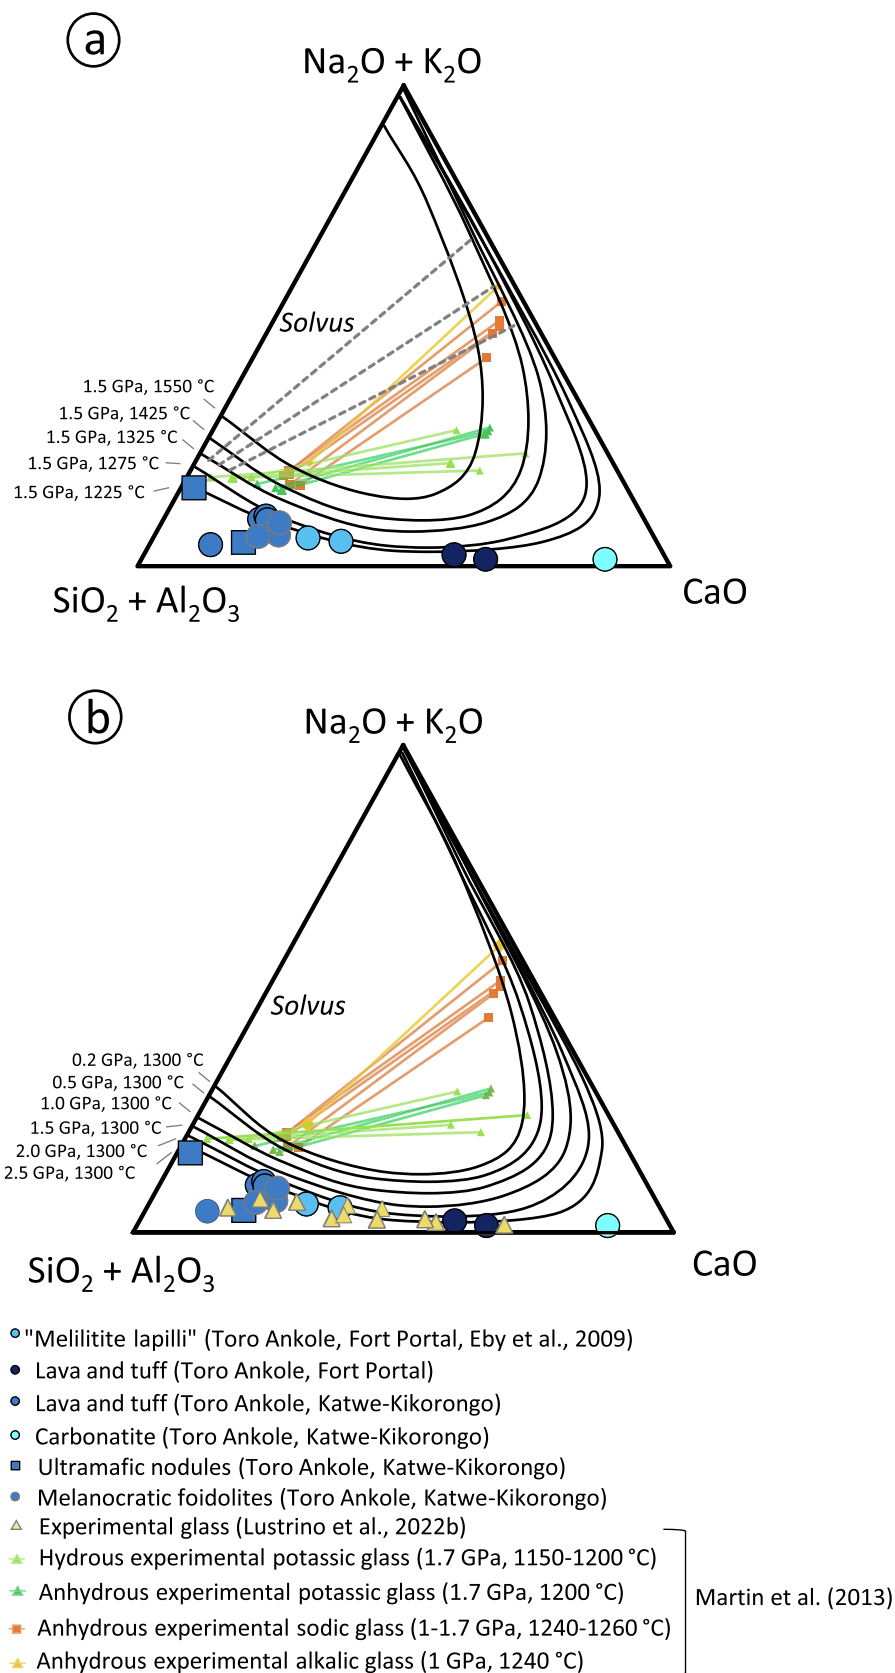 a
Na₂O + K₂O
Solvus
1.5 GPa, 1550 °C
1.5 GPa, 1425 °C
1.5 GPa, 1325 °C
1.5 GPa, 1275 °C
1.5 GPa, 1225 °C
SiO₂ + Al₂O₃
CaO
b
Na₂O + K₂O
Solvus
0.2 GPa, 1300 °C
0.5 GPa, 1300 °C
1.0 GPa, 1300 °C
1.5 GPa, 1300 °C
2.0 GPa, 1300 °C
2.5 GPa, 1300 °C
SiO₂ + Al₂O₃
CaO
"Melilitite lapilli" (Toro Ankole, Fort Portal, Eby et al., 2009)
Lava and tuff (Toro Ankole, Fort Portal)
Lava and tuff (Toro Ankole, Katwe-Kikorongo)
Carbonatite (Toro Ankole, Katwe-Kikorongo)
Ultramafic nodules (Toro Ankole, Katwe-Kikorongo)
Melanocratic foidolites (Toro Ankole, Katwe-Kikorongo)
Experimental glass (Lustrino et al., 2022b)
Hydrous experimental potassic glass (1.7 GPa, 1150-1200 °C)
Anhydrous experimental potassic glass (1.7 GPa, 1200 °C)
Martin et al. (2013)
Anhydrous experimental sodic glass (1-1.7 GPa, 1240-1260 °C)
Anhydrous experimental alkalic glass (1 GPa, 1240 °C)